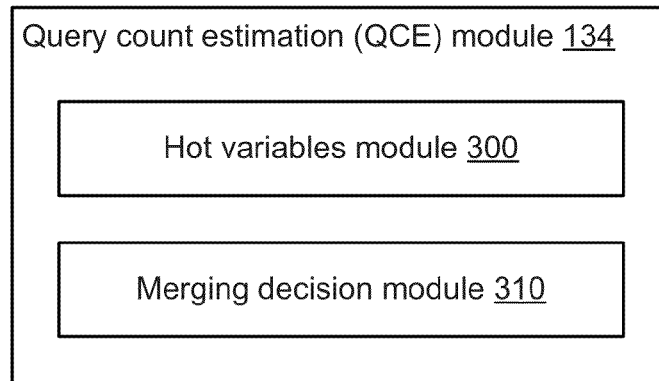 Query count estimation (QCE) module 134
Hot variables module 300
Merging decision module 310